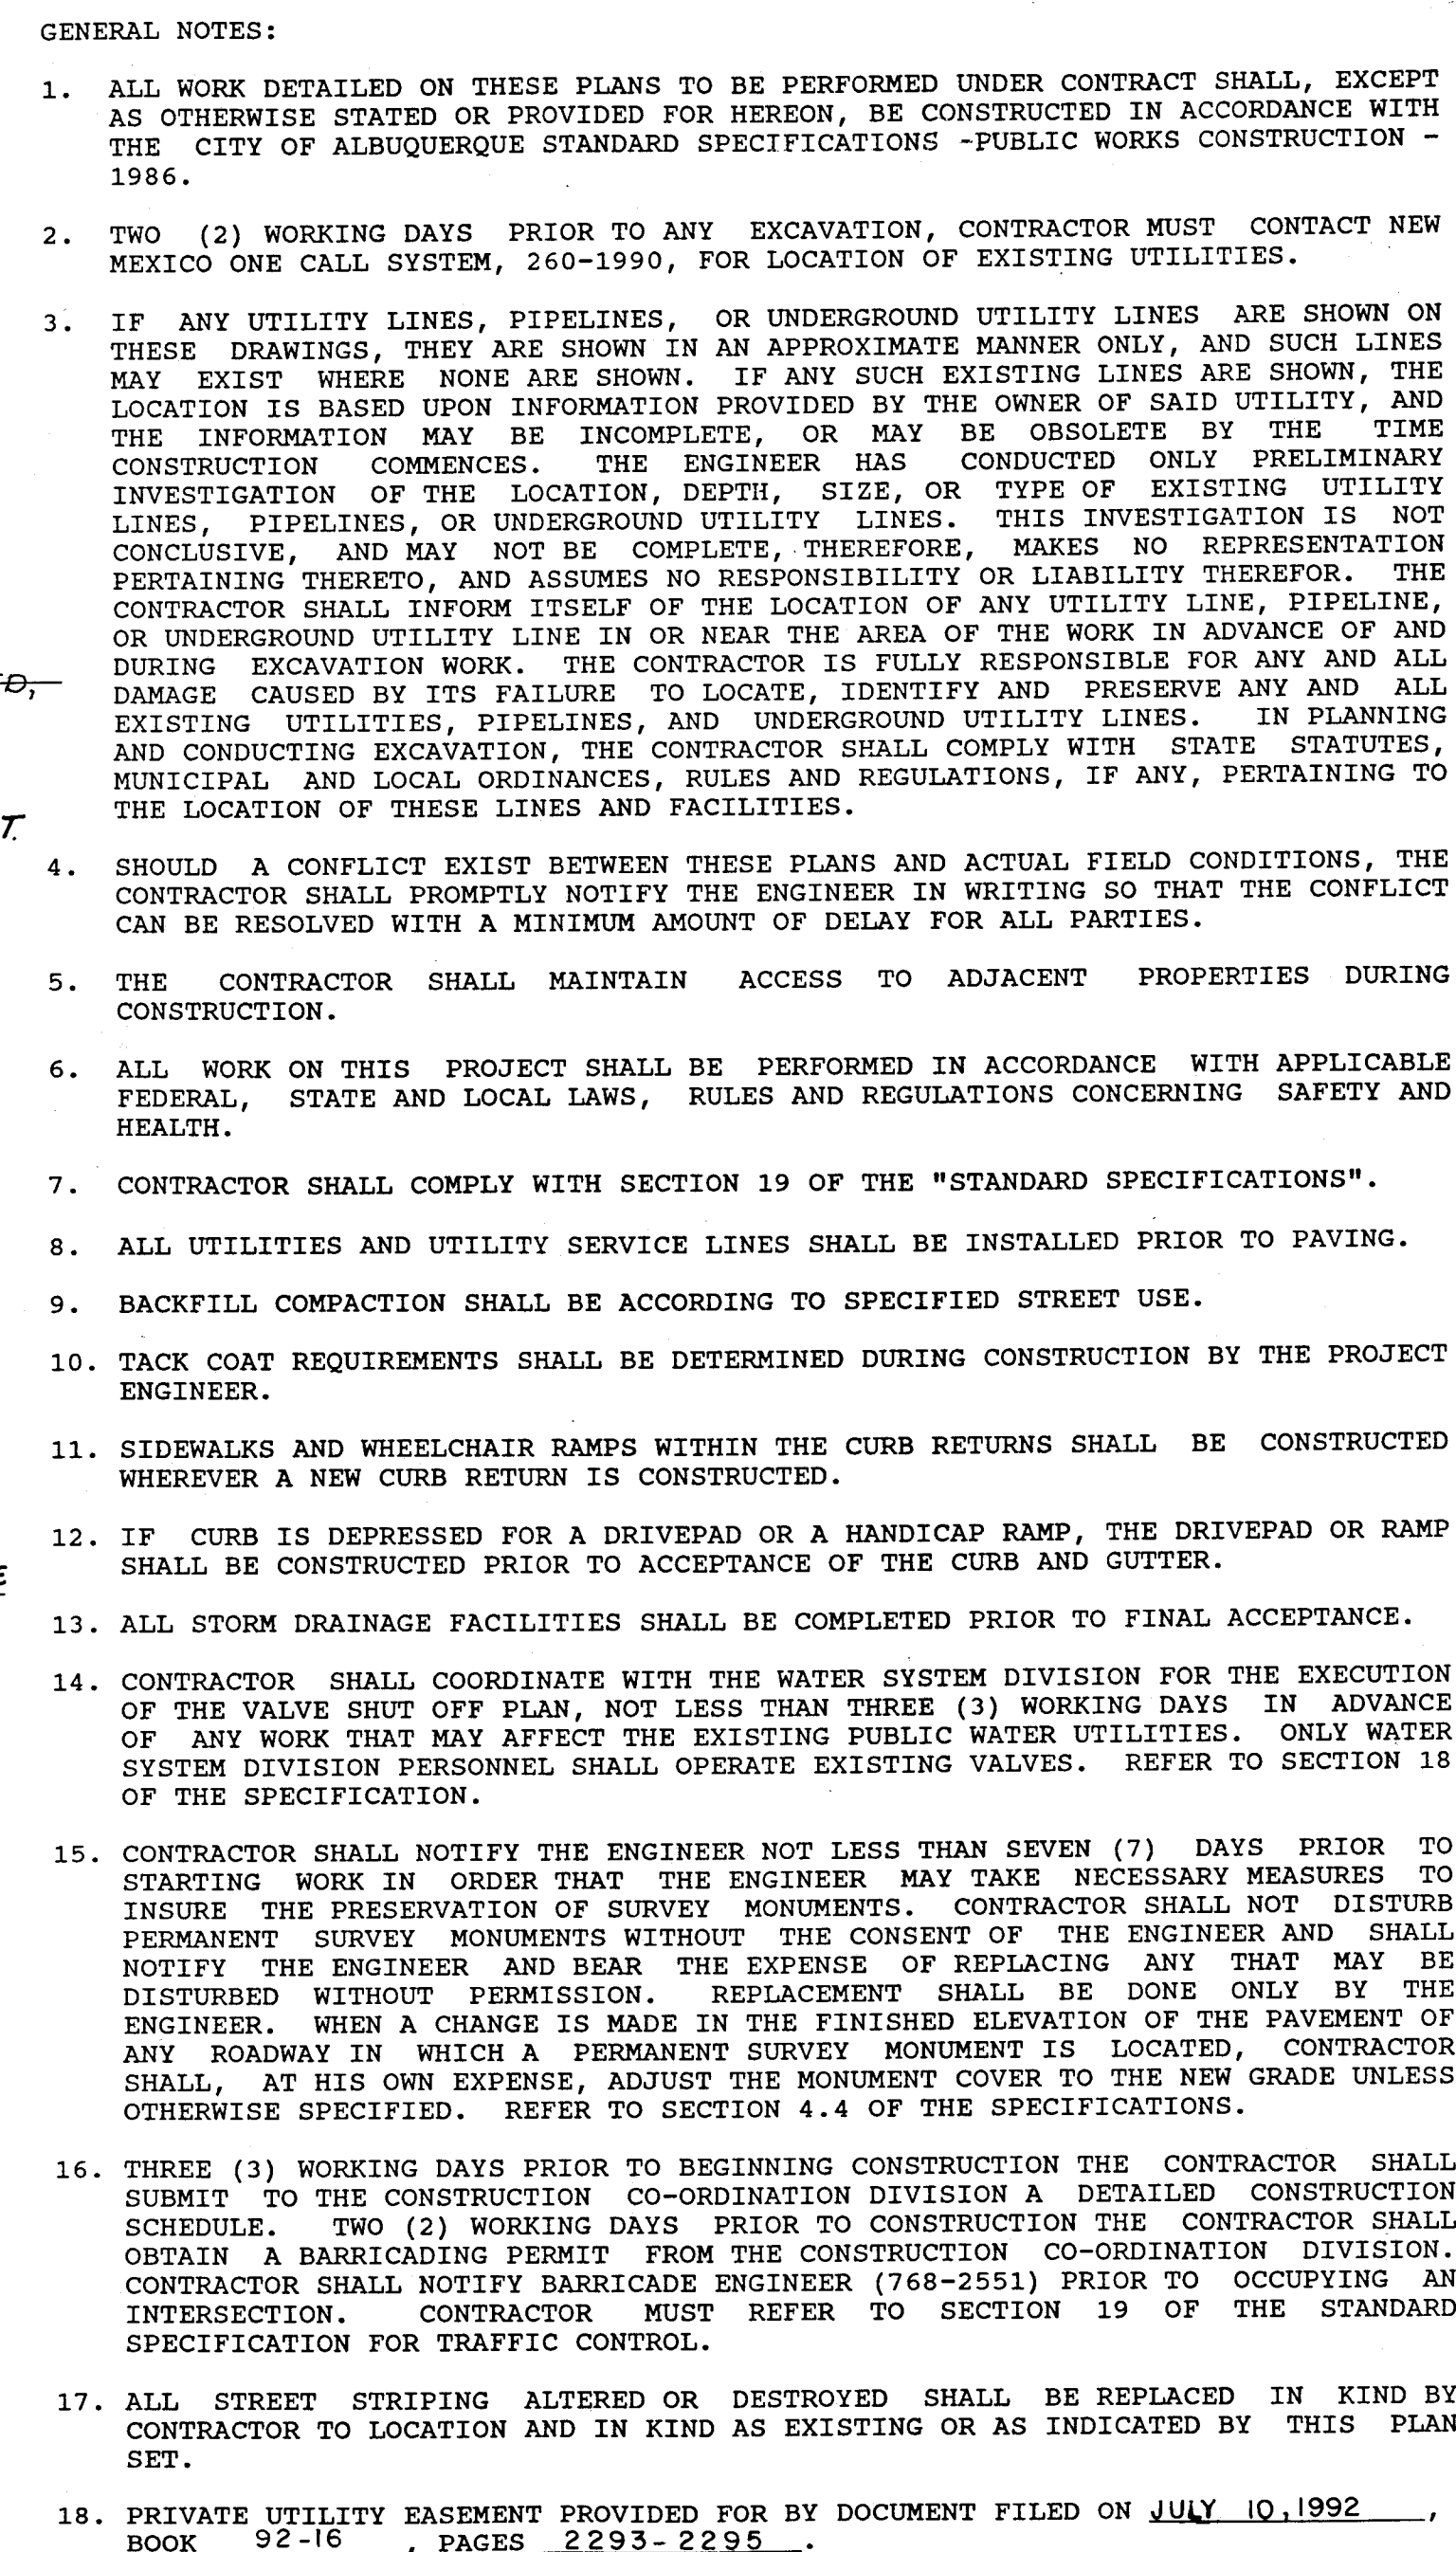 GENERAL NOTES:
1. ALL WORK DETAILED ON THESE PLANS TO BE PERFORMED UNDER CONTRACT SHALL, EXCEPT
AS OTHERWISE STATED OR PROVIDED FOR HEREON, BE CONSTRUCTED IN ACCORDANCE WITH
THE CITY OF ALBUQUERQUE STANDARD SPECIFICATIONS -PUBLIC WORKS CONSTRUCTION -
1986.
2. TWO (2) WORKING DAYS PRIOR TO ANY EXCAVATION, CONTRACTOR MUST CONTACT NEW
MEXICO ONE CALL SYSTEM, 260-1990, FOR LOCATION OF EXISTING UTILITIES.
3. IF ANY UTILITY LINES, PIPELINES, OR UNDERGROUND UTILITY LINES ARE SHOWN ON
THESE DRAWINGS, THEY ARE SHOWN IN AN APPROXIMATE MANNER ONLY, AND SUCH LINES
MAY EXIST WHERE NONE ARE SHOWN. IF ANY SUCH EXISTING LINES ARE SHOWN, THE
LOCATION IS BASED UPON INFORMATION PROVIDED BY THE OWNER OF SAID UTILITY, AND
THE INFORMATION MAY BE INCOMPLETE, OR MAY BE OBSOLETE BY THE TIME
CONSTRUCTION COMMENCES. THE ENGINEER HAS CONDUCTED ONLY PRELIMINARY
INVESTIGATION OF THE LOCATION, DEPTH, SIZE, OR TYPE OF EXISTING UTILITY
LINES, PIPELINES, OR UNDERGROUND UTILITY LINES. THIS INVESTIGATION IS NOT
CONCLUSIVE, AND MAY NOT BE COMPLETE, THEREFORE, MAKES NO REPRESENTATION
PERTAINING THERETO, AND ASSUMES NO RESPONSIBILITY OR LIABILITY THEREFOR. THE
CONTRACTOR SHALL INFORM ITSELF OF THE LOCATION OF ANY UTILITY LINE, PIPELINE,
OR UNDERGROUND UTILITY LINE IN OR NEAR THE AREA OF THE WORK IN ADVANCE OF AND
DURING EXCAVATION WORK. THE CONTRACTOR IS FULLY RESPONSIBLE FOR ANY AND ALL
DAMAGE CAUSED BY ITS FAILURE TO LOCATE, IDENTIFY AND PRESERVE ANY AND ALL
EXISTING UTILITIES, PIPELINES, AND UNDERGROUND UTILITY LINES. IN PLANNING
AND CONDUCTING EXCAVATION, THE CONTRACTOR SHALL COMPLY WITH STATE STATUTES,
MUNICIPAL AND LOCAL ORDINANCES, RULES AND REGULATIONS, IF ANY, PERTAINING TO
THE LOCATION OF THESE LINES AND FACILITIES.
T.
4. SHOULD A CONFLICT EXIST BETWEEN THESE PLANS AND ACTUAL FIELD CONDITIONS, THE
CONTRACTOR SHALL PROMPTLY NOTIFY THE ENGINEER IN WRITING SO THAT THE CONFLICT
CAN BE RESOLVED WITH A MINIMUM AMOUNT OF DELAY FOR ALL PARTIES.
5. THE CONTRACTOR SHALL MAINTAIN ACCESS TO ADJACENT PROPERTIES DURING
CONSTRUCTION.
6. ALL WORK ON THIS PROJECT SHALL BE PERFORMED IN ACCORDANCE WITH APPLICABLE
FEDERAL, STATE AND LOCAL LAWS, RULES AND REGULATIONS CONCERNING SAFETY AND
HEALTH.
7. CONTRACTOR SHALL COMPLY WITH SECTION 19 OF THE "STANDARD SPECIFICATIONS".
8. ALL UTILITIES AND UTILITY SERVICE LINES SHALL BE INSTALLED PRIOR TO PAVING.
9. BACKFILL COMPACTION SHALL BE ACCORDING TO SPECIFIED STREET USE.
10. TACK COAT REQUIREMENTS SHALL BE DETERMINED DURING CONSTRUCTION BY THE PROJECT
ENGINEER.
11. SIDEWALKS AND WHEELCHAIR RAMPS WITHIN THE CURB RETURNS SHALL BE CONSTRUCTED
WHEREVER A NEW CURB RETURN IS CONSTRUCTED.
12. IF CURB IS DEPRESSED FOR A DRIVEPAD OR A HANDICAP RAMP, THE DRIVEPAD OR RAMP
SHALL BE CONSTRUCTED PRIOR TO ACCEPTANCE OF THE CURB AND GUTTER.
13. ALL STORM DRAINAGE FACILITIES SHALL BE COMPLETED PRIOR TO FINAL ACCEPTANCE.
14. CONTRACTOR SHALL COORDINATE WITH THE WATER SYSTEM DIVISION FOR THE EXECUTION
OF THE VALVE SHUT OFF PLAN, NOT LESS THAN THREE (3) WORKING DAYS IN ADVANCE
OF ANY WORK THAT MAY AFFECT THE EXISTING PUBLIC WATER UTILITIES. ONLY WATER
SYSTEM DIVISION PERSONNEL SHALL OPERATE EXISTING VALVES. REFER TO SECTION 18
OF THE SPECIFICATION.
15. CONTRACTOR SHALL NOTIFY THE ENGINEER NOT LESS THAN SEVEN (7) DAYS PRIOR TO
STARTING WORK IN ORDER THAT THE ENGINEER MAY TAKE NECESSARY MEASURES TO
INSURE THE PRESERVATION OF SURVEY MONUMENTS. CONTRACTOR SHALL NOT DISTURB
PERMANENT SURVEY MONUMENTS WITHOUT THE CONSENT OF THE ENGINEER AND SHALL
NOTIFY THE ENGINEER AND BEAR THE EXPENSE OF REPLACING ANY THAT MAY BE
DISTURBED WITHOUT PERMISSION. REPLACEMENT SHALL BE DONE ONLY BY THE
ENGINEER. WHEN A CHANGE IS MADE IN THE FINISHED ELEVATION OF THE PAVEMENT OF
ANY ROADWAY IN WHICH A PERMANENT SURVEY MONUMENT IS LOCATED, CONTRACTOR
SHALL, AT HIS OWN EXPENSE, ADJUST THE MONUMENT COVER TO THE NEW GRADE UNLESS
OTHERWISE SPECIFIED. REFER TO SECTION 4.4 OF THE SPECIFICATIONS.
16. THREE (3) WORKING DAYS PRIOR TO BEGINNING CONSTRUCTION THE CONTRACTOR SHALL
SUBMIT TO THE CONSTRUCTION CO-ORDINATION DIVISION A DETAILED CONSTRUCTION
SCHEDULE. TWO (2) WORKING DAYS PRIOR TO CONSTRUCTION THE CONTRACTOR SHALL
OBTAIN A BARRICADING PERMIT FROM THE CONSTRUCTION CO-ORDINATION DIVISION.
CONTRACTOR SHALL NOTIFY BARRICADE ENGINEER (768-2551) PRIOR TO OCCUPYING AN
INTERSECTION. CONTRACTOR MUST REFER TO SECTION 19 OF THE STANDARD
SPECIFICATION FOR TRAFFIC CONTROL.
17. ALL STREET STRIPING ALTERED OR DESTROYED SHALL BE REPLACED IN KIND BY
CONTRACTOR TO LOCATION AND IN KIND AS EXISTING OR AS INDICATED BY THIS PLAN
SET.
18. PRIVATE UTILITY EASEMENT PROVIDED FOR BY DOCUMENT FILED ON JULY 10,1992,
BOOK 92-16, PAGES 2293-2295.